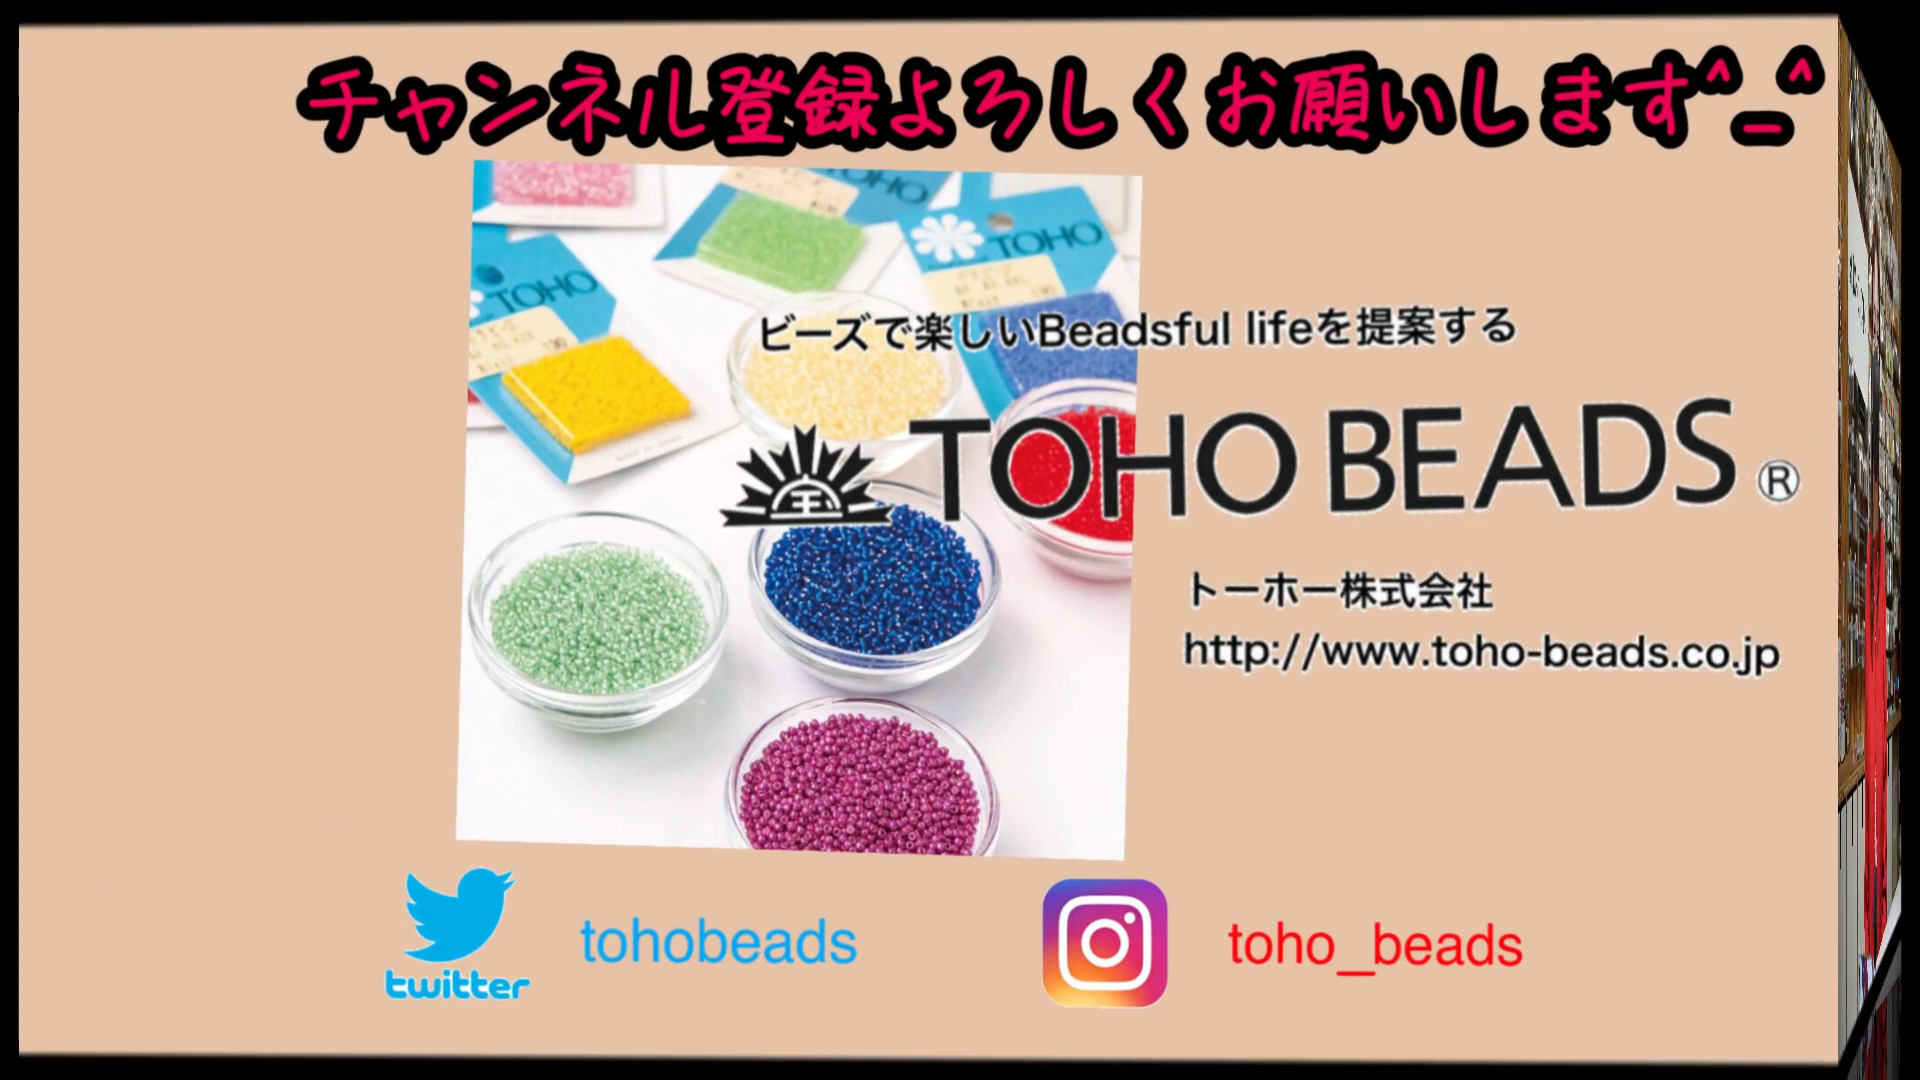 チャンネル登録よろしくお願いします^_^
TOHO
TOHO
TOHO
ビーズで楽しいBeadsful lifeを提案する
TOHO BEADS®
トーホー株式会社
http://www.toho-beads.co.jp
twitter
tohobeads
toho_beads